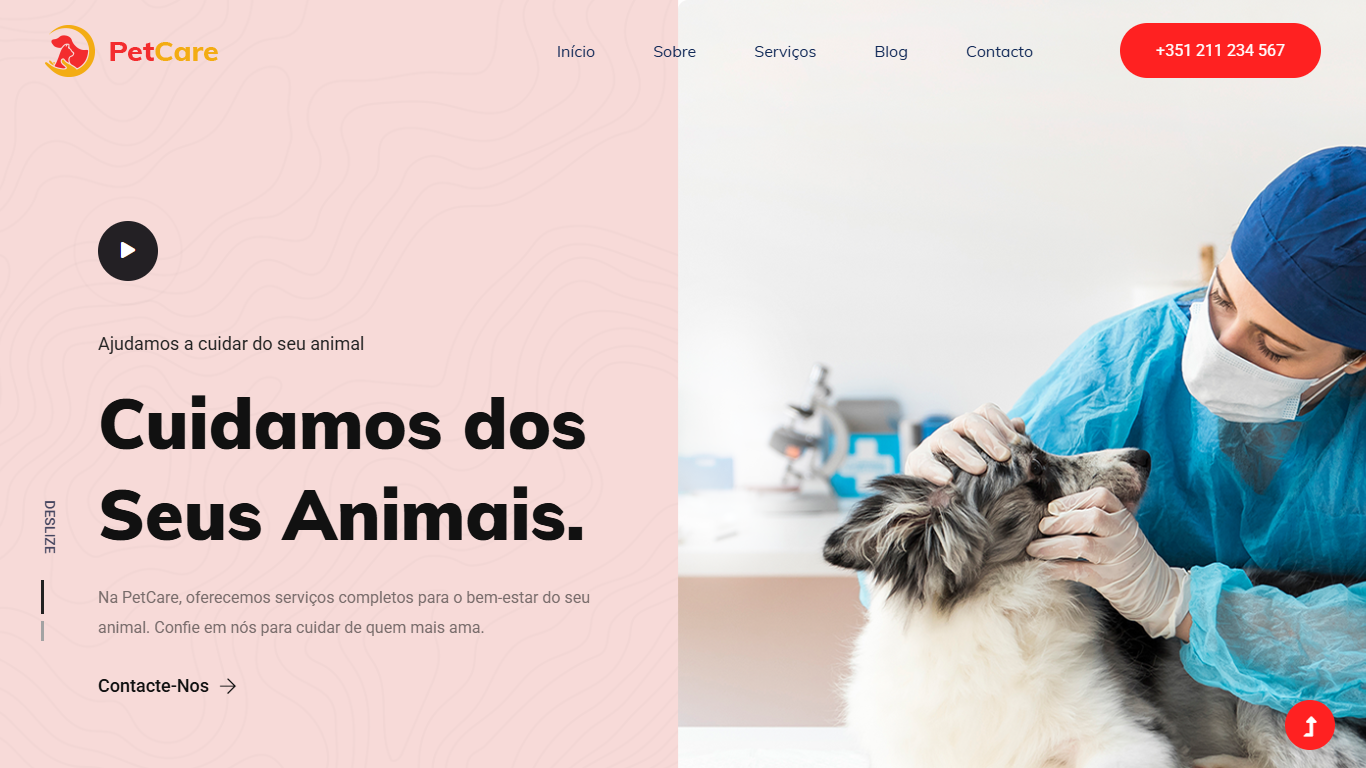 PetCare
Início
Sobre
Serviços
Blog
Contacto
+351 211 234 567
Ajudamos a cuidar do seu animal
Cuidamos dos
Seus Animais.
DESLIZE
Na PetCare, oferecemos serviços completos para o bem-estar do seu
animal. Confie em nós para cuidar de quem mais ama.
Contacte-Nos